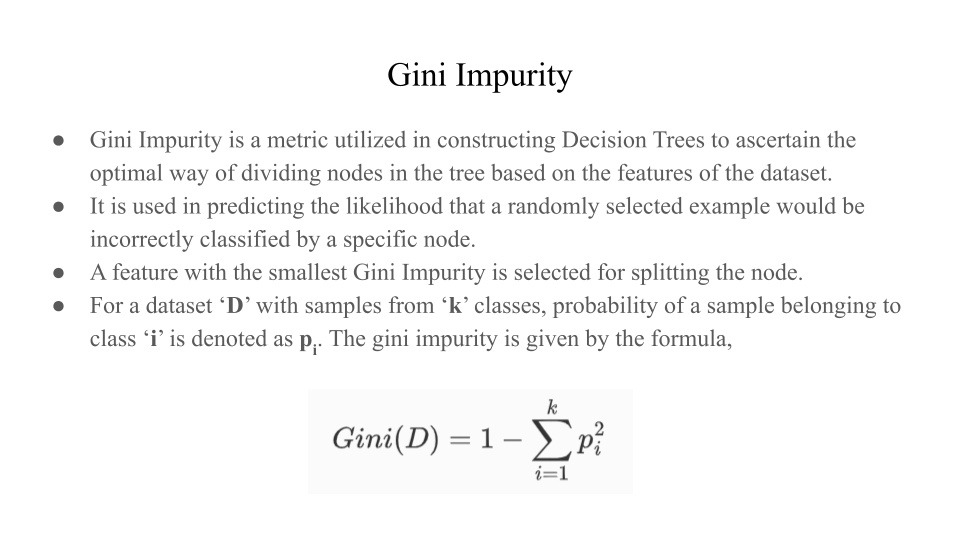 Gini Impurity
● Gini Impurity is a metric utilized in constructing Decision Trees to ascertain the
optimal way of dividing nodes in the tree based on the features of the dataset.
● It is used in predicting the likelihood that a randomly selected example would be
incorrectly classified by a specific node.
● A feature with the smallest Gini Impurity is selected for splitting the node.
● For a dataset ‘D’ with samples from ‘k’ classes, probability of a sample belonging to
class ‘i’ is denoted as pᵢ. The gini impurity is given by the formula,
Gini(D) = 1 − ∑_{i=1}^{k} p_i^2